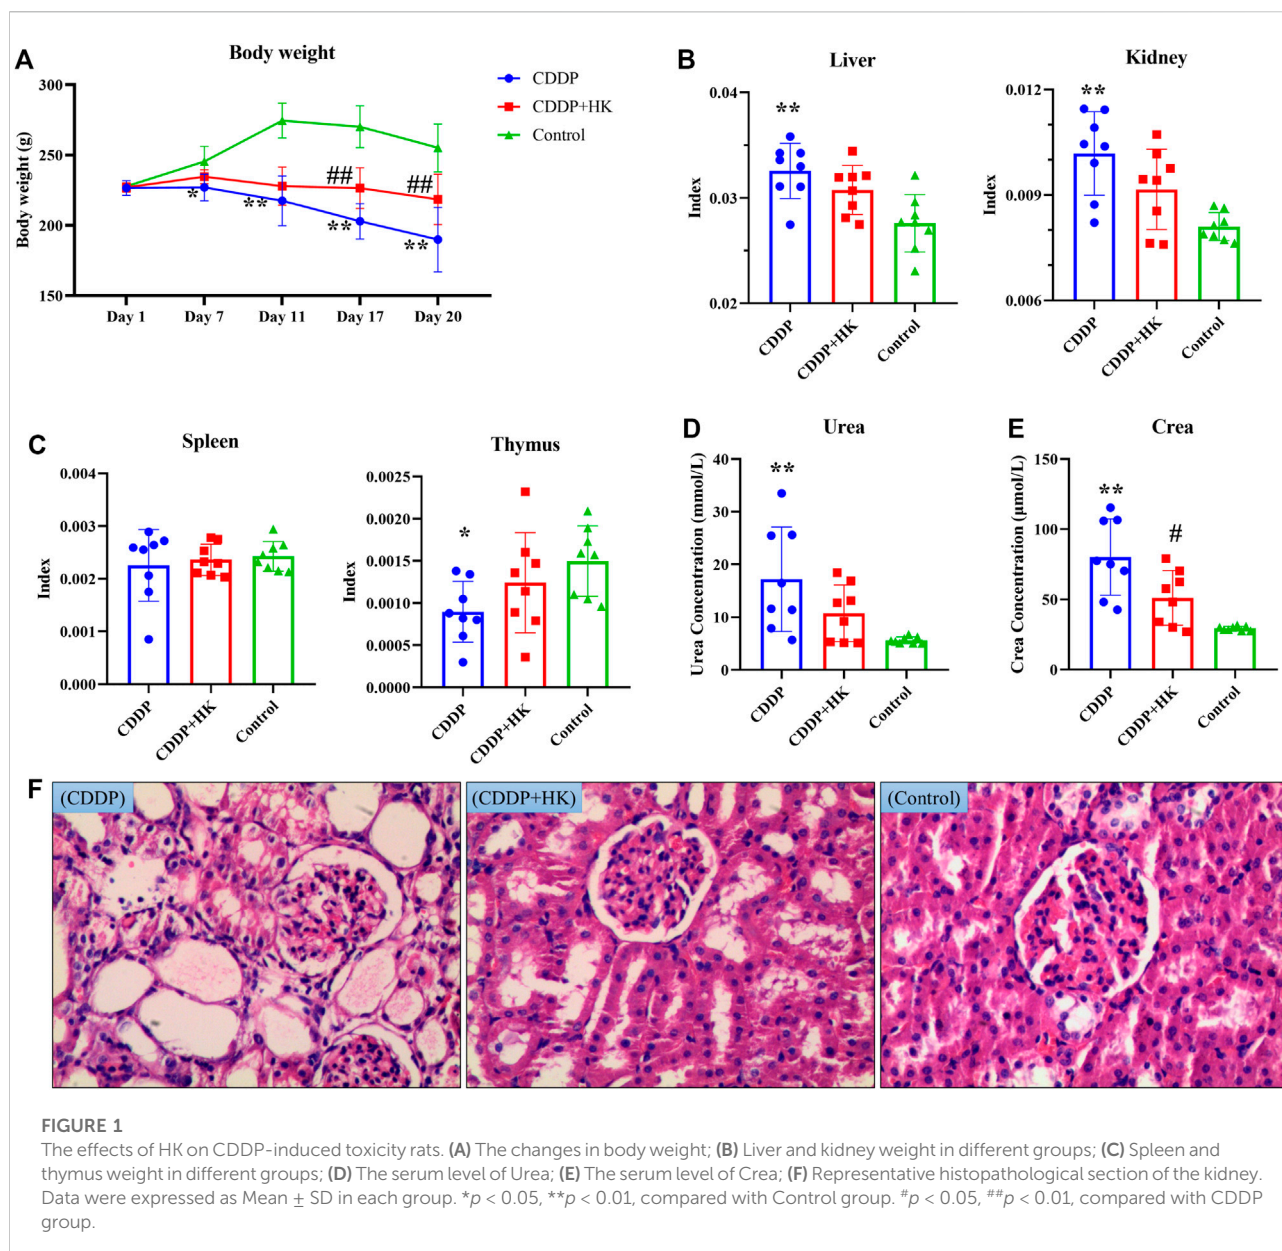 A
Body weight
Body weight (g)
300
250
200
150
Day 1
Day 7
Day 11
Day 17
Day 20
*
**
**
**
##
##
CDDP
CDDP+HK
Control
B
Liver
Index
0.04
0.03
0.02
**
CDDP
CDDP+HK
Control
Kidney
Index
0.012
0.009
0.006
**
CDDP
CDDP+HK
Control
C
Spleen
Index
0.004
0.003
0.002
0.001
0.000
CDDP
CDDP+HK
Control
Thymus
Index
0.0025
0.0020
0.0015
0.0010
0.0005
0.0000
*
CDDP
CDDP+HK
Control
D
Urea
Urea Concentration (mmol/L)
40
30
20
10
0
**
CDDP
CDDP+HK
Control
E
Crea
Crea Concentration (μmol/L)
150
100
50
0
**
#
CDDP
CDDP+HK
Control
F
(CDDP)
(CDDP+HK)
(Control)
FIGURE 1
The effects of HK on CDDP-induced toxicity rats. (A) The changes in body weight; (B) Liver and kidney weight in different groups; (C) Spleen and
thymus weight in different groups; (D) The serum level of Urea; (E) The serum level of Crea; (F) Representative histopathological section of the kidney.
Data were expressed as Mean ± SD in each group. *p < 0.05, **p < 0.01, compared with Control group. #p < 0.05, ##p < 0.01, compared with CDDP
group.